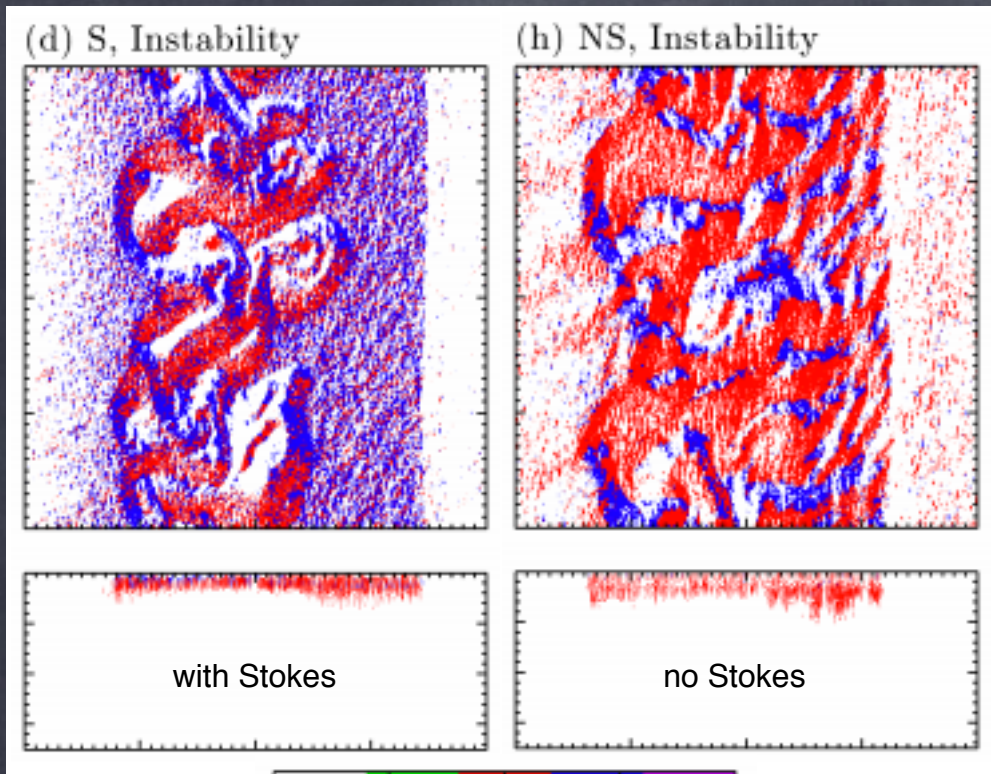 (d) S, Instability
(h) NS, Instability
with Stokes
no Stokes